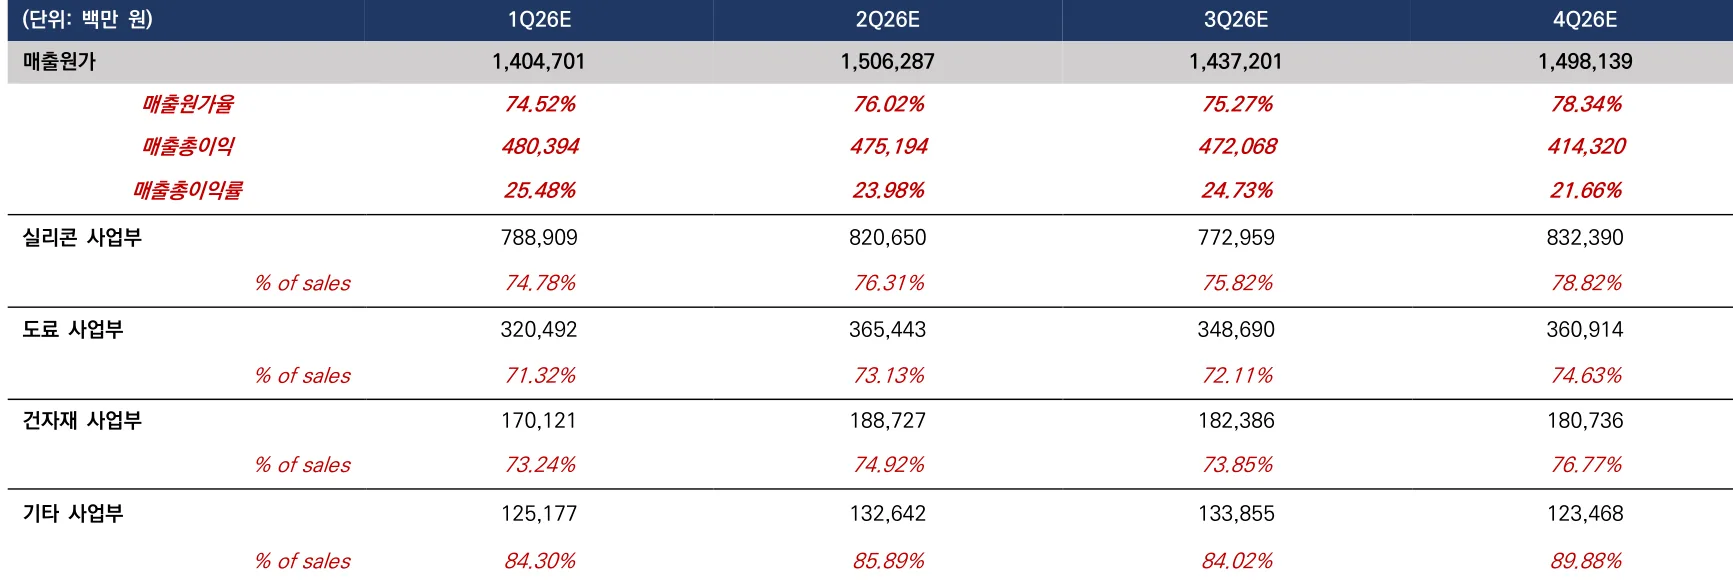 (단위: 백만 원) 1Q26E 2Q26E 3Q26E 4Q26E
매출원가 1,404,701 1,506,287 1,437,201 1,498,139
매출원가율 74.52% 76.02% 75.27% 78.34%
매출총이익 480,394 475,194 472,068 414,320
매출총이익률 25.48% 23.98% 24.73% 21.66%
실리콘 사업부 788,909 820,650 772,959 832,390
% of sales 74.78% 76.31% 75.82% 78.82%
도료 사업부 320,492 365,443 348,690 360,914
% of sales 71.32% 73.13% 72.11% 74.63%
건자재 사업부 170,121 188,727 182,386 180,736
% of sales 73.24% 74.92% 73.85% 76.77%
기타 사업부 125,177 132,642 133,855 123,468
% of sales 84.30% 85.89% 84.02% 89.88%